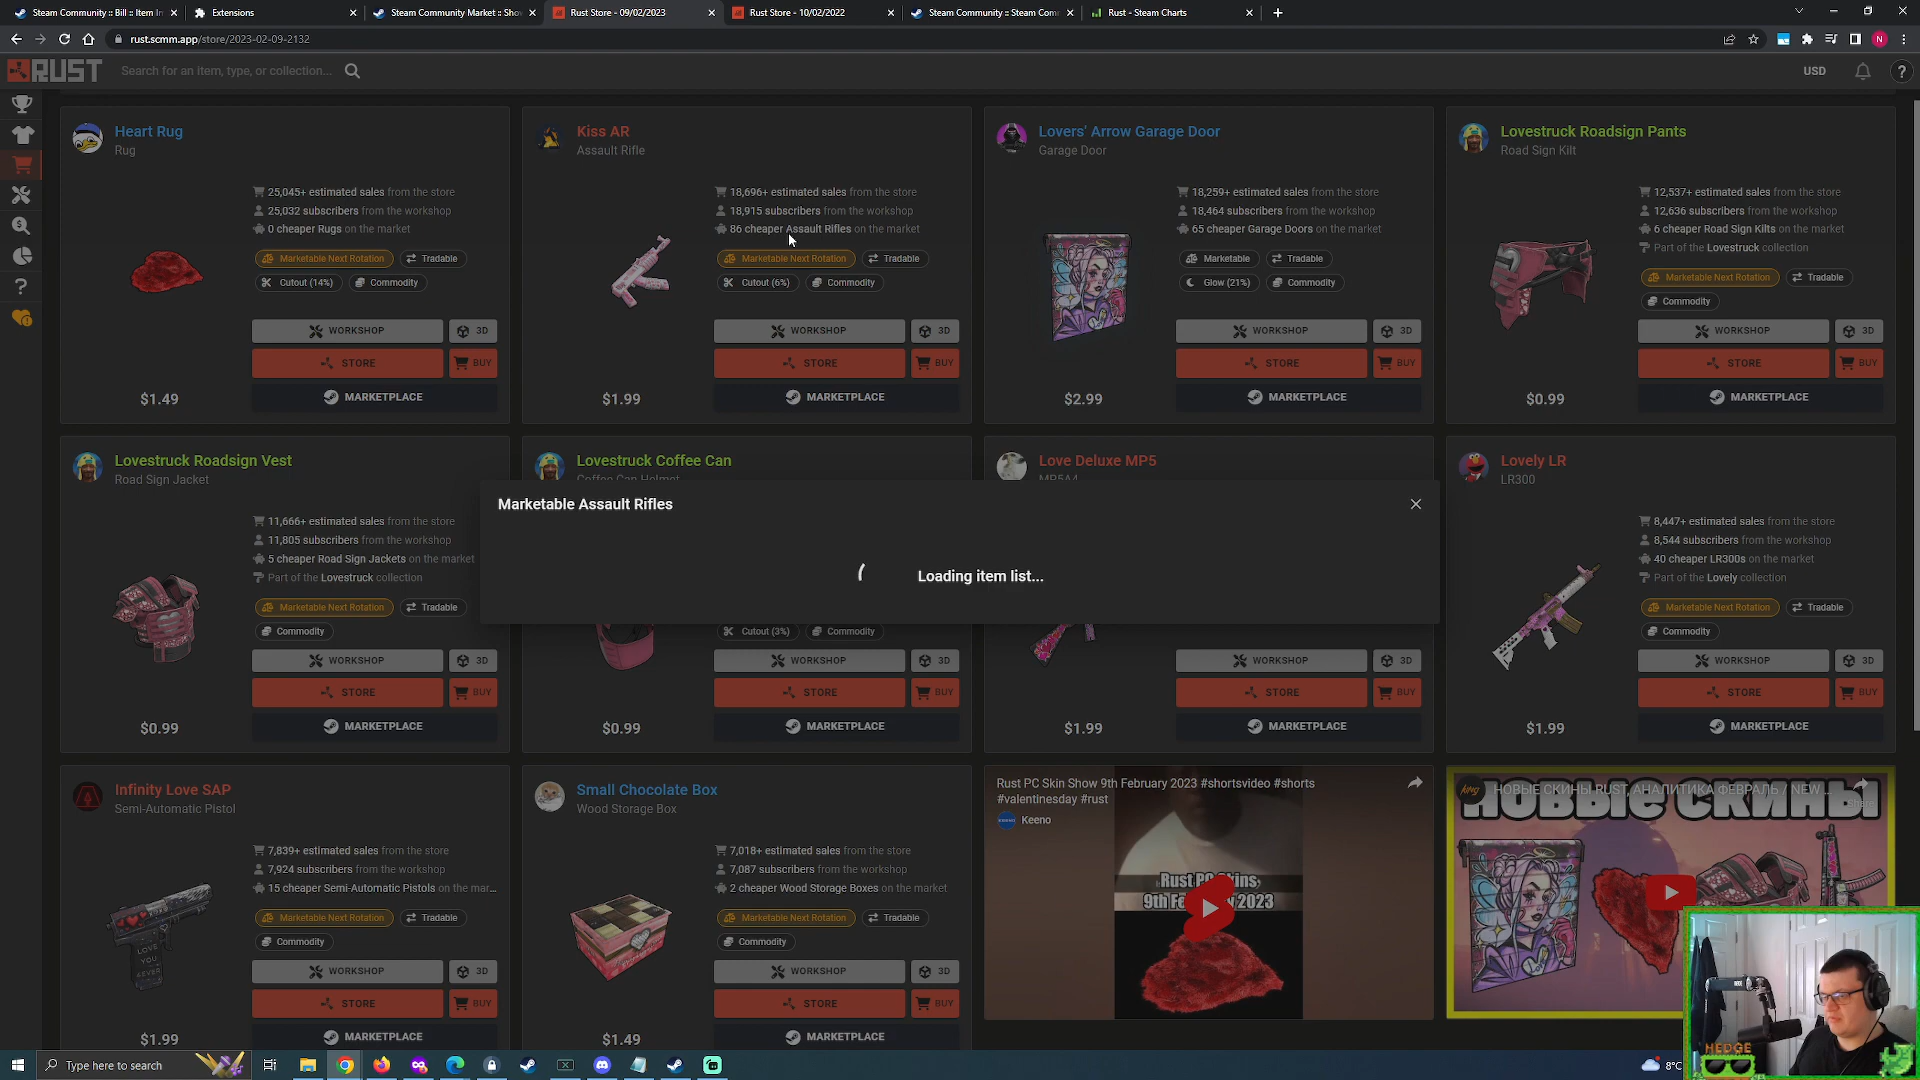 Steam Community :: Bill :: Item In
Extensions
Steam Community Market :: Show
Rust Store - 09/02/2023
Rust Store - 10/02/2022
Steam Community :: Steam Com
Rust - Steam Charts
rust.scmm.app/store/2023-02-09-2132
N
RUST
Search for an item, type, or collection...
USD
?
Heart Rug
Rug
25,045+ estimated sales from the store
25,032 subscribers from the workshop
0 cheaper Rugs on the market
Marketable Next Rotation
Tradable
Cutout (14%)
Commodity
WORKSHOP
3D
STORE
BUY
$1.49
MARKETPLACE
Kiss AR
Assault Rifle
18,696+ estimated sales from the store
18,915 subscribers from the workshop
86 cheaper Assault Rifles on the market
Marketable Next Rotation
Tradable
Cutout (6%)
Commodity
WORKSHOP
3D
STORE
BUY
$1.99
MARKETPLACE
Lovers' Arrow Garage Door
Garage Door
18,259+ estimated sales from the store
18,464 subscribers from the workshop
65 cheaper Garage Doors on the market
Marketable
Tradable
Glow (21%)
Commodity
WORKSHOP
3D
STORE
BUY
$2.99
MARKETPLACE
Lovestruck Roadsign Pants
Road Sign Kilt
12,537+ estimated sales from the store
12,636 subscribers from the workshop
6 cheaper Road Sign Kilts on the market
Part of the Lovestruck collection
Marketable Next Rotation
Tradable
Commodity
WORKSHOP
3D
STORE
BUY
$0.99
MARKETPLACE
Lovestruck Roadsign Vest
Road Sign Jacket
11,666+ estimated sales from the store
11,805 subscribers from the workshop
5 cheaper Road Sign Jackets on the market
Part of the Lovestruck collection
Marketable Next Rotation
Tradable
Commodity
WORKSHOP
3D
STORE
BUY
$0.99
MARKETPLACE
Lovestruck Coffee Can
Coffee Can Helmet
Cutout (3%)
Commodity
WORKSHOP
3D
STORE
BUY
$0.99
MARKETPLACE
Love Deluxe MP5
MP5A4
WORKSHOP
3D
STORE
BUY
$1.99
MARKETPLACE
Lovely LR
LR300
8,447+ estimated sales from the store
8,544 subscribers from the workshop
40 cheaper LR300s on the market
Part of the Lovely collection
Marketable Next Rotation
Tradable
Commodity
WORKSHOP
3D
STORE
BUY
$1.99
MARKETPLACE
Marketable Assault Rifles
Loading item list...
Infinity Love SAP
Semi-Automatic Pistol
7,839+ estimated sales from the store
7,924 subscribers from the workshop
15 cheaper Semi-Automatic Pistols on the mar...
Marketable Next Rotation
Tradable
Commodity
WORKSHOP
3D
STORE
BUY
$1.99
MARKETPLACE
LOVE
YOU
4EVER
Small Chocolate Box
Wood Storage Box
7,018+ estimated sales from the store
7,087 subscribers from the workshop
2 cheaper Wood Storage Boxes on the market
Marketable Next Rotation
Tradable
Commodity
WORKSHOP
3D
STORE
BUY
$1.49
MARKETPLACE
Rust PC Skin Show 9th February 2023 #shortsvideo #shorts
#valentinesday #rust
Keeno
Rust PC Skins,
9th Fe 2023
НОВЫЕ СКИНЫ RUST, АНАЛИТИКА ФЕВРАЛЬ / NEW ...
Share
НОВЫЕ СКИНЫ
HEDGE
Type here to search
8°C